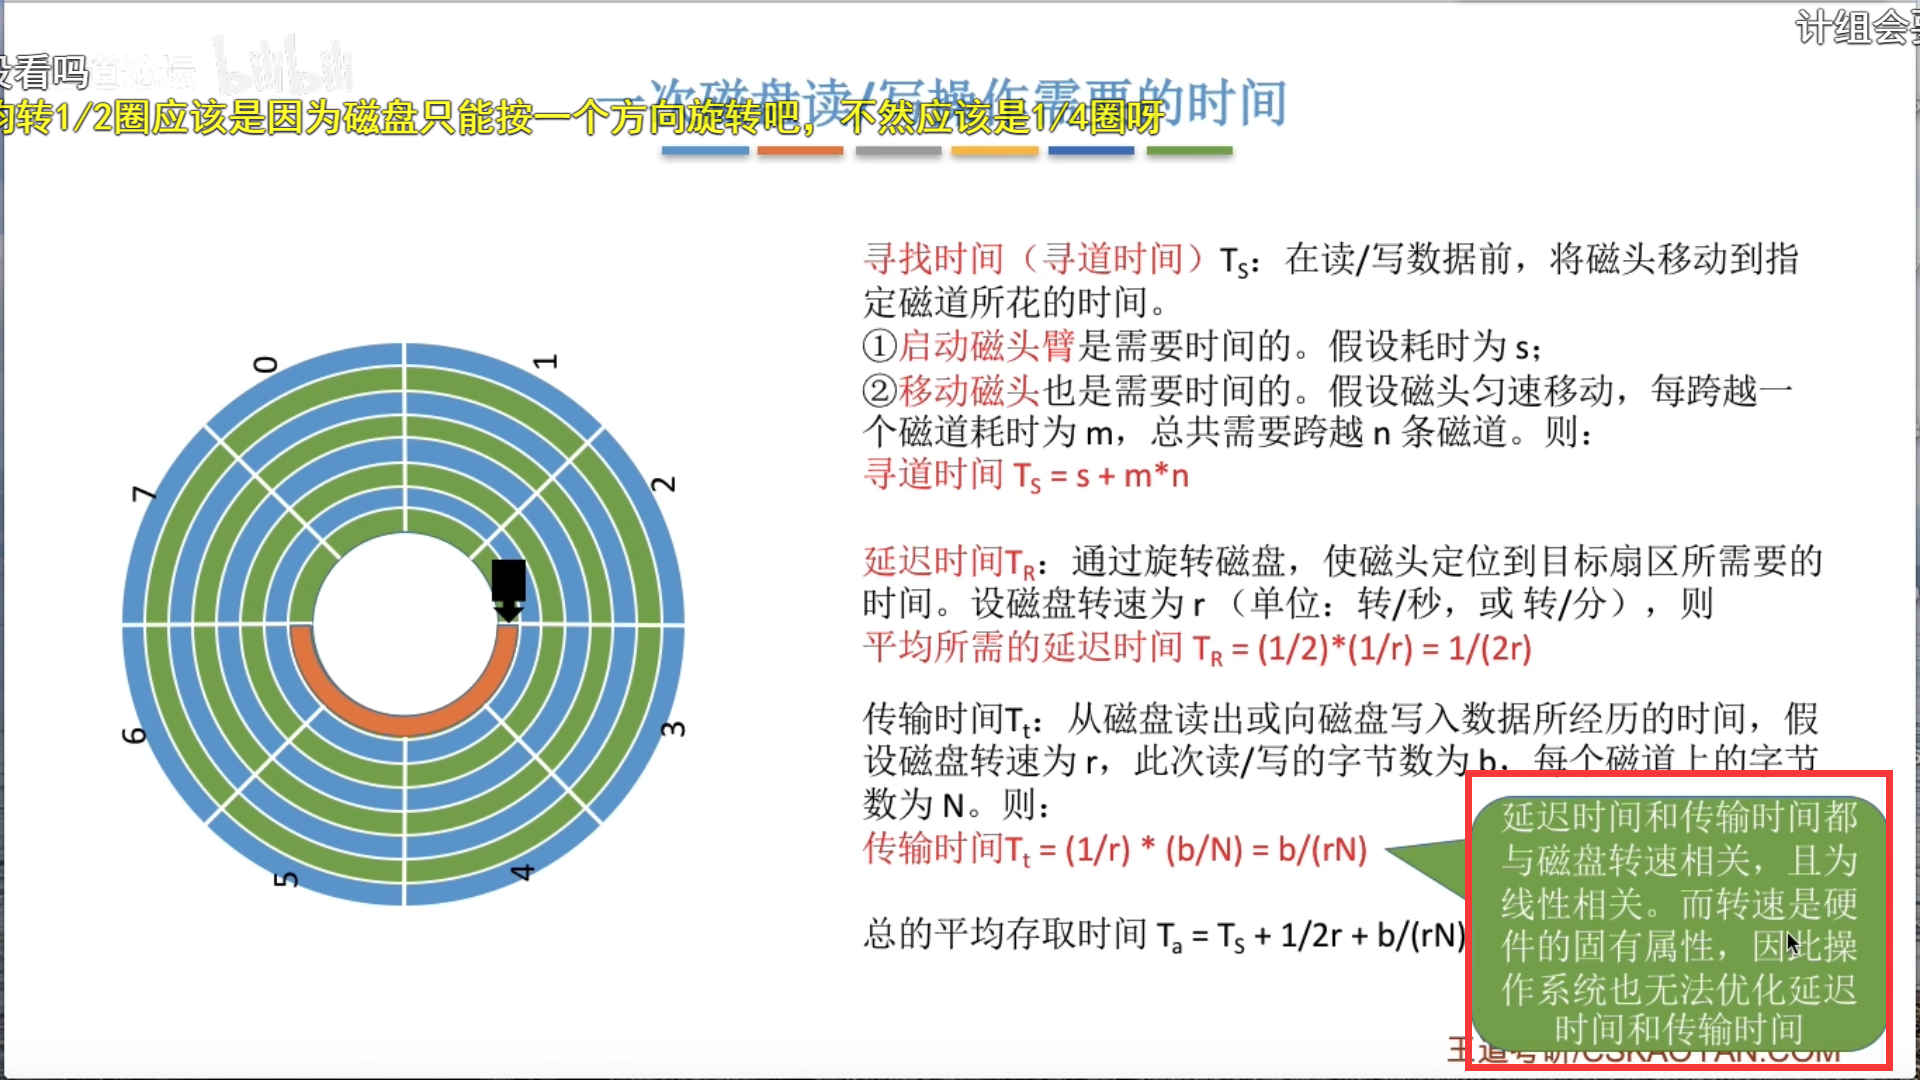 计组会
没看吗
道论坛 bilibili
均转1/2圈应该是因为磁盘只能按一个方向旋转吧，不然应该是1/4圈呀
一次磁盘读/写操作需要的时间
寻找时间（寻道时间）TS：在读/写数据前，将磁头移动到指
定磁道所花的时间。
①启动磁头臂是需要时间的。假设耗时为 s；
②移动磁头也是需要时间的。假设磁头匀速移动，每跨越一
个磁道耗时为 m，总共需要跨越 n 条磁道。则：
寻道时间 TS = s + m*n
延迟时间TR：通过旋转磁盘，使磁头定位到目标扇区所需要的
时间。设磁盘转速为 r （单位：转/秒，或 转/分），则
平均所需的延迟时间 TR = (1/2)*(1/r) = 1/(2r)
传输时间Tt：从磁盘读出或向磁盘写入数据所经历的时间，假
设磁盘转速为 r，此次读/写的字节数为 b，每个磁道上的字节
数为 N。则：
传输时间Tt = (1/r) * (b/N) = b/(rN)
总的平均存取时间 Ta = TS + 1/2r + b/(rN)
延迟时间和传输时间都
与磁盘转速相关，且为
线性相关。而转速是硬
件的固有属性，因此操
作系统也无法优化延迟
时间和传输时间
王道考研/CSKAOYAN.COM
0
1
2
3
4
5
6
7